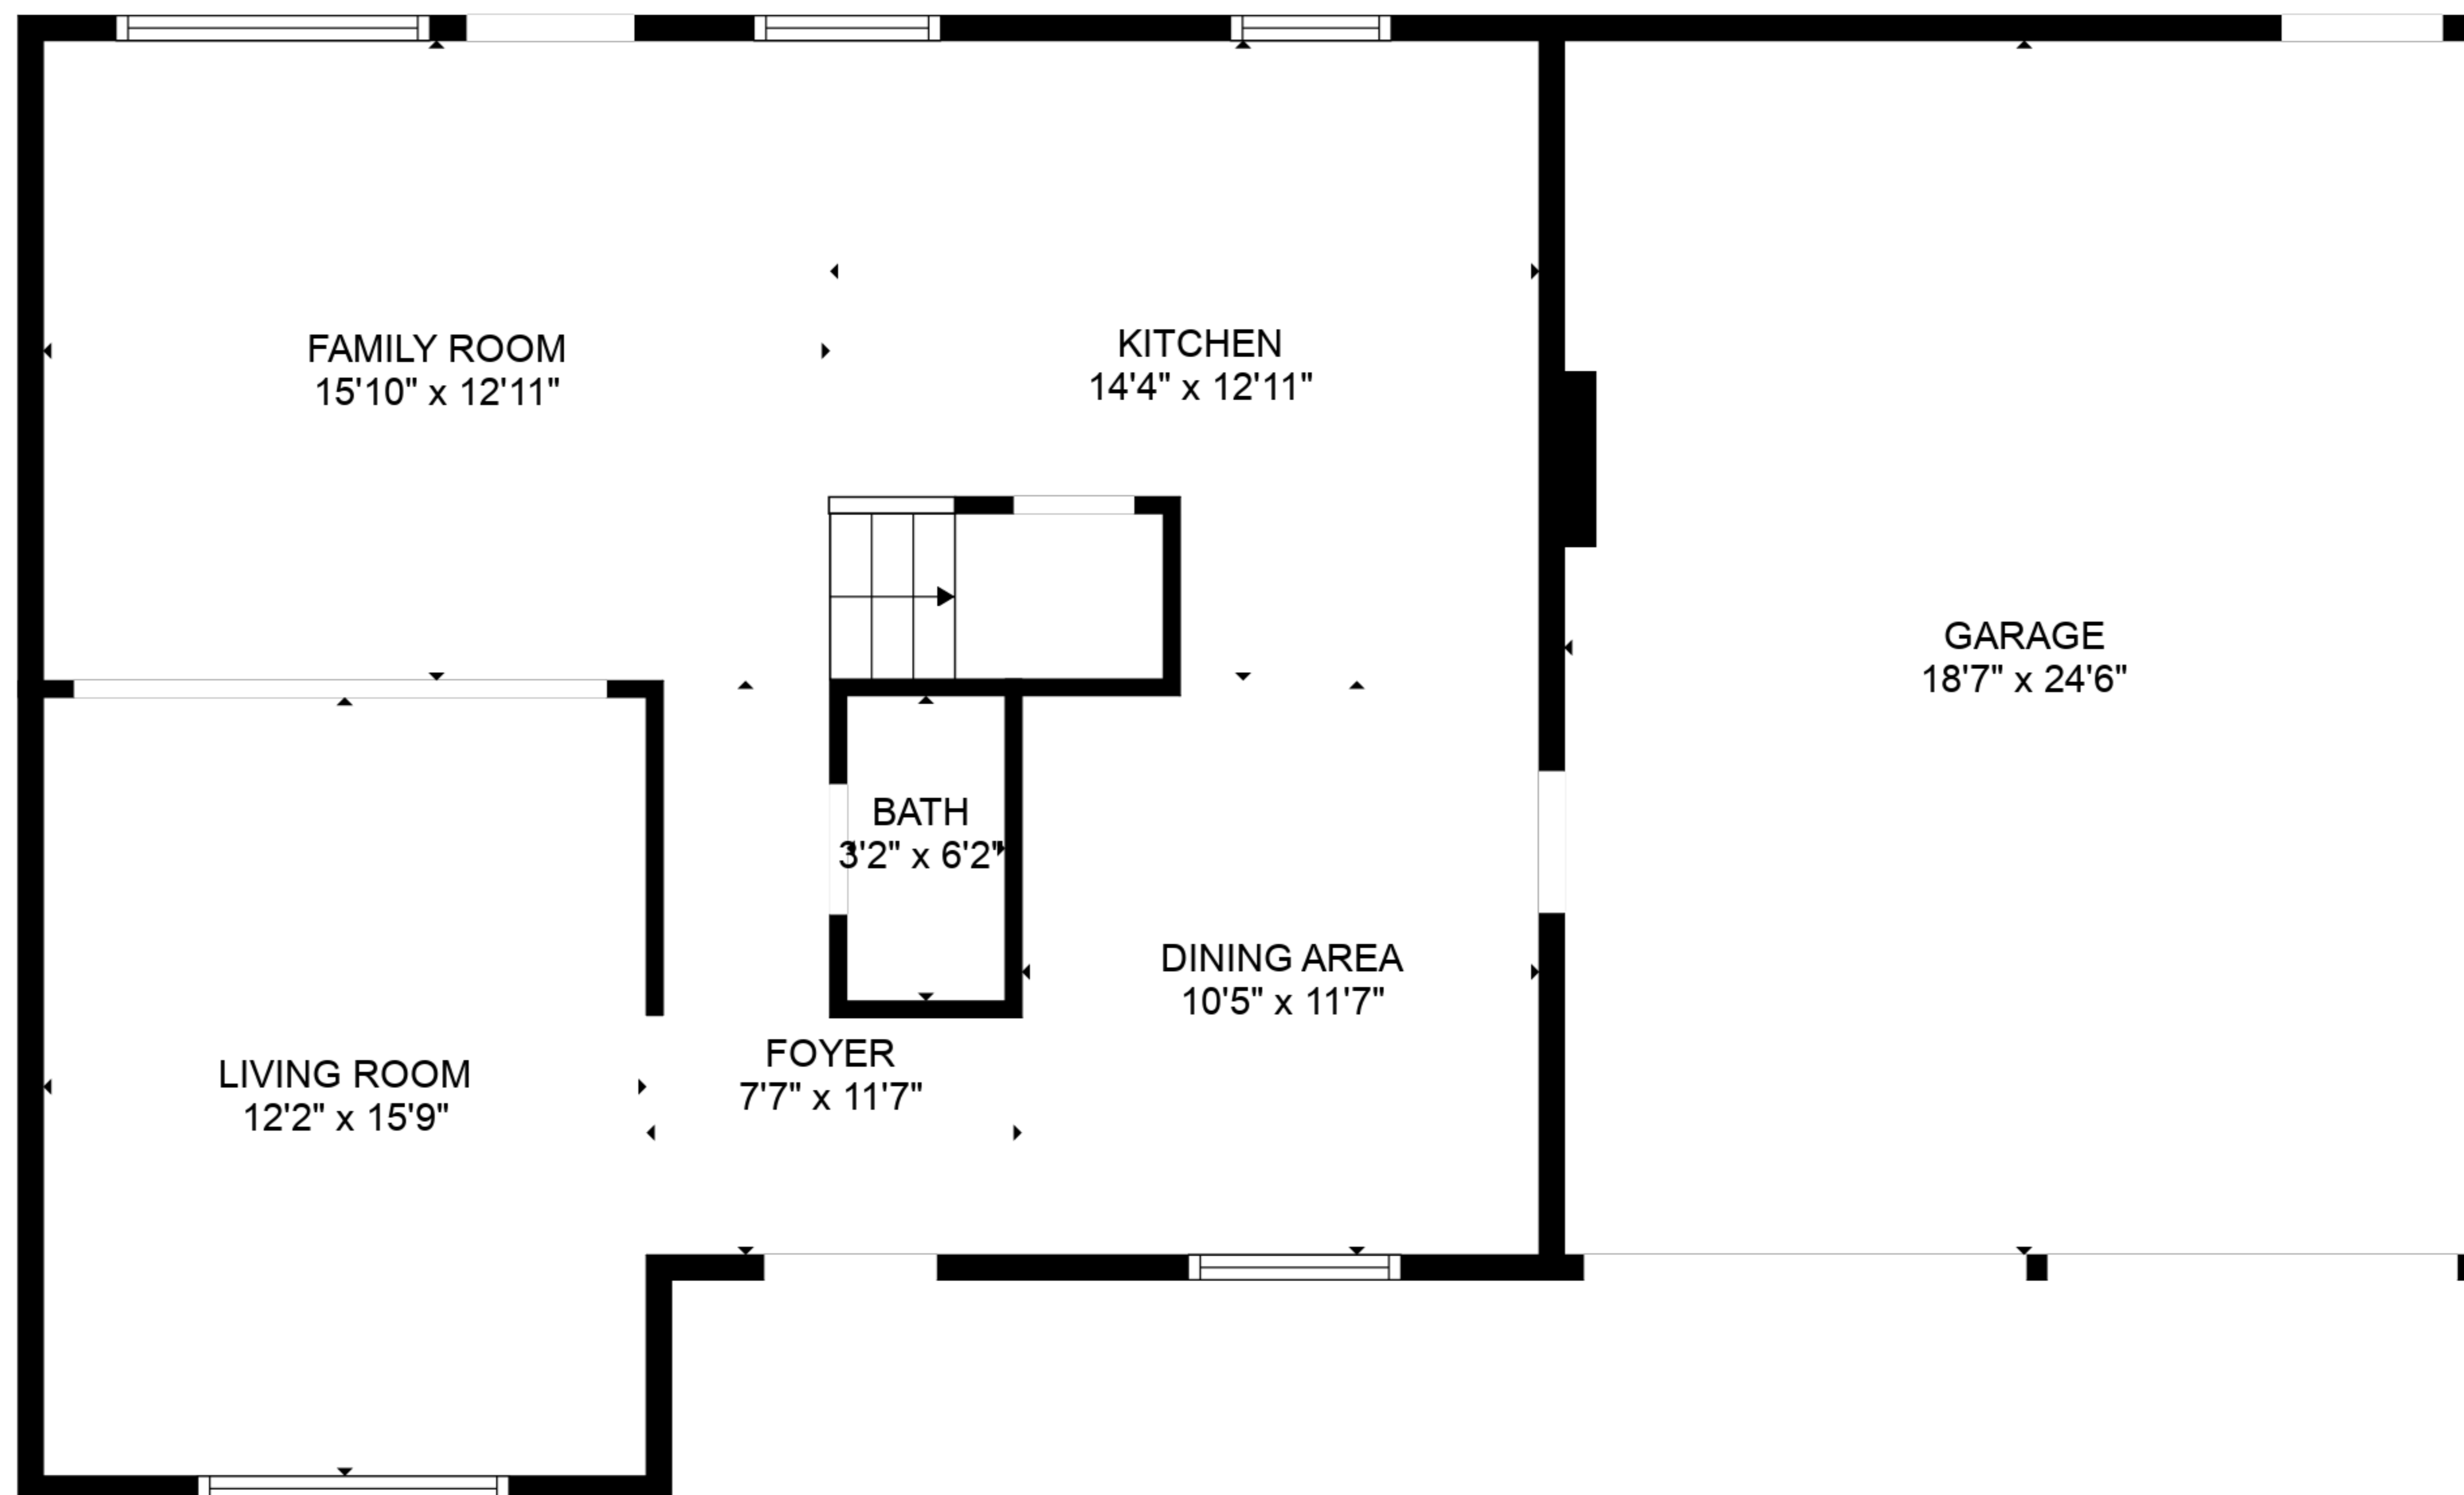 FAMILY ROOM
15'10" x 12'11"
KITCHEN
14'4" x 12'11"
GARAGE
18'7" x 24'6"
BATH
3'2" x 6'2"
DINING AREA
10'5" x 11'7"
FOYER
7'7" x 11'7"
LIVING ROOM
12'2" x 15'9"